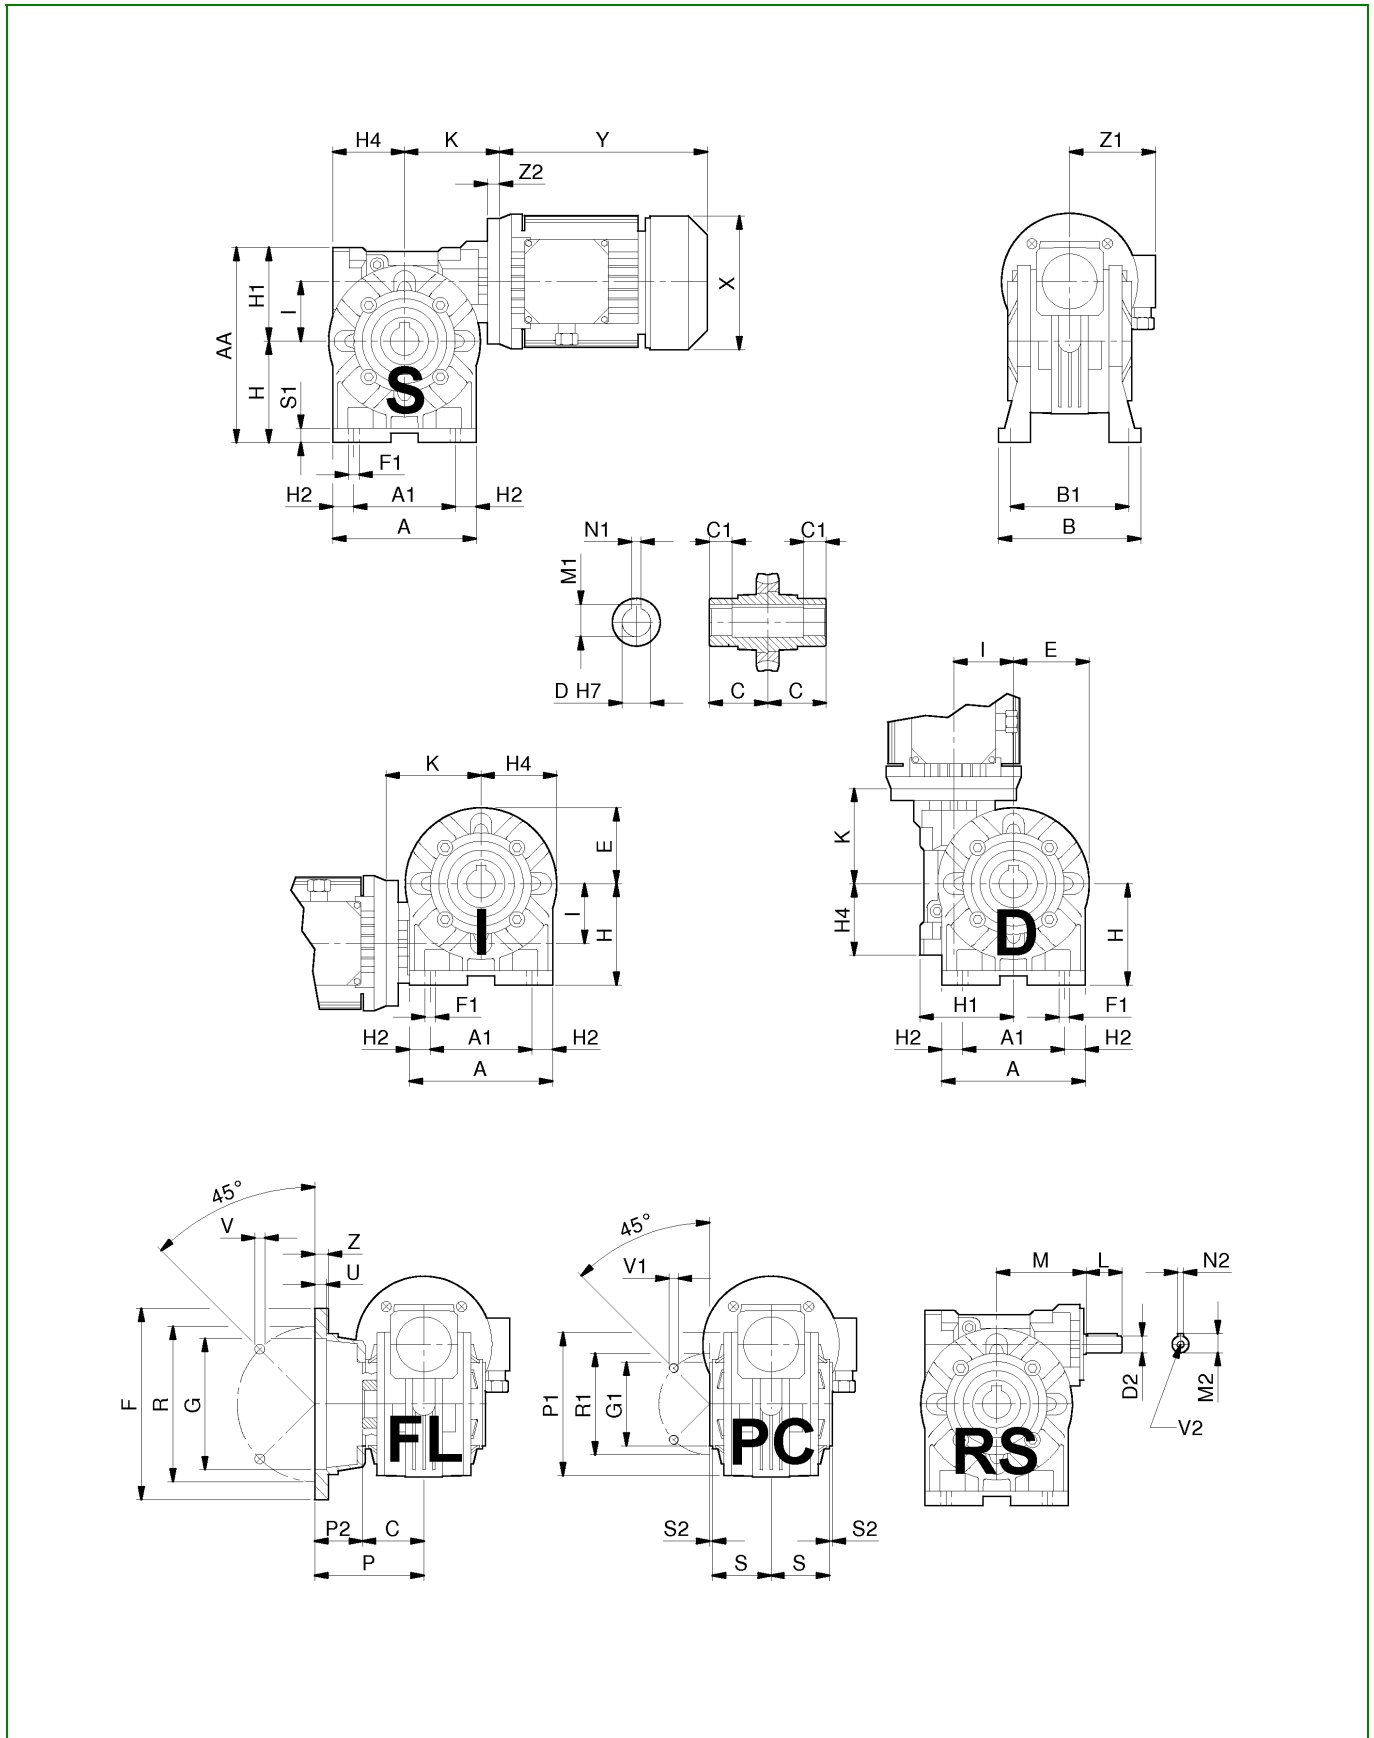 H4 K Y Z1
Z2
H1
I
X
AA
H
S1
S
F1
H2 A1 H2
A
B1
B
N1 C1 C1
M1
D H7 C C
I E
K H4
E
K
I
H
H4
H
I
D
F1
H1 F1
H2 A1 H2
H2 A1 H2
A
A
45°
V
Z
U
45°
V1
M L N2
F
R
G
P1
R1
G1
D2
M2
V2
FL
PC
RS
P2 C
P
S2 S2
S S